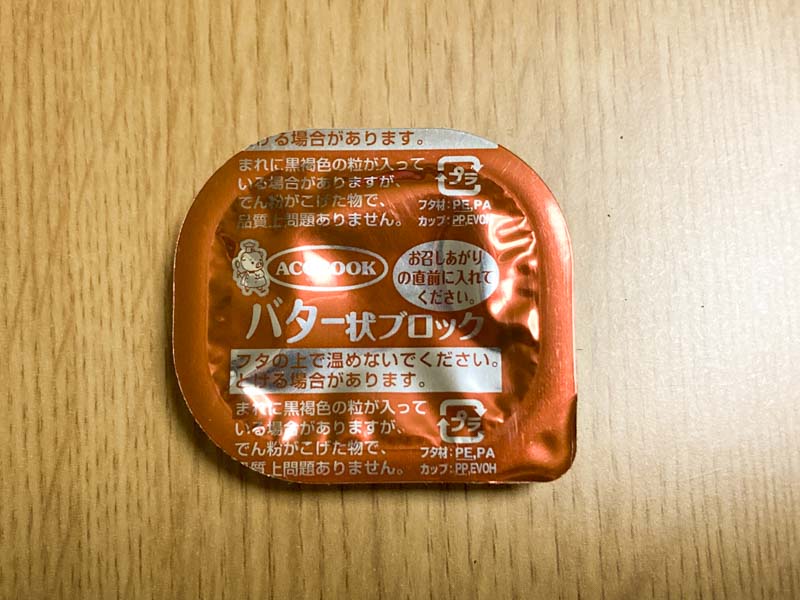 ける場合があります。
まれに黒褐色の粒が入って
いる場合がありますが、
でん粉がこげた物で、
品質上問題ありません。
プラ
フタ材:PE,PA
カップ:PP,EVOH
ACECOOK
お召しあがり
の直前に入れて
ください。
バター状ブロック
フタの上で温めないでください。
とける場合があります。
まれに黒褐色の粒が入って
いる場合がありますが、
でん粉がこげた物で、
品質上問題ありません。
プラ
フタ材:PE,PA
カップ:PP,EVOH